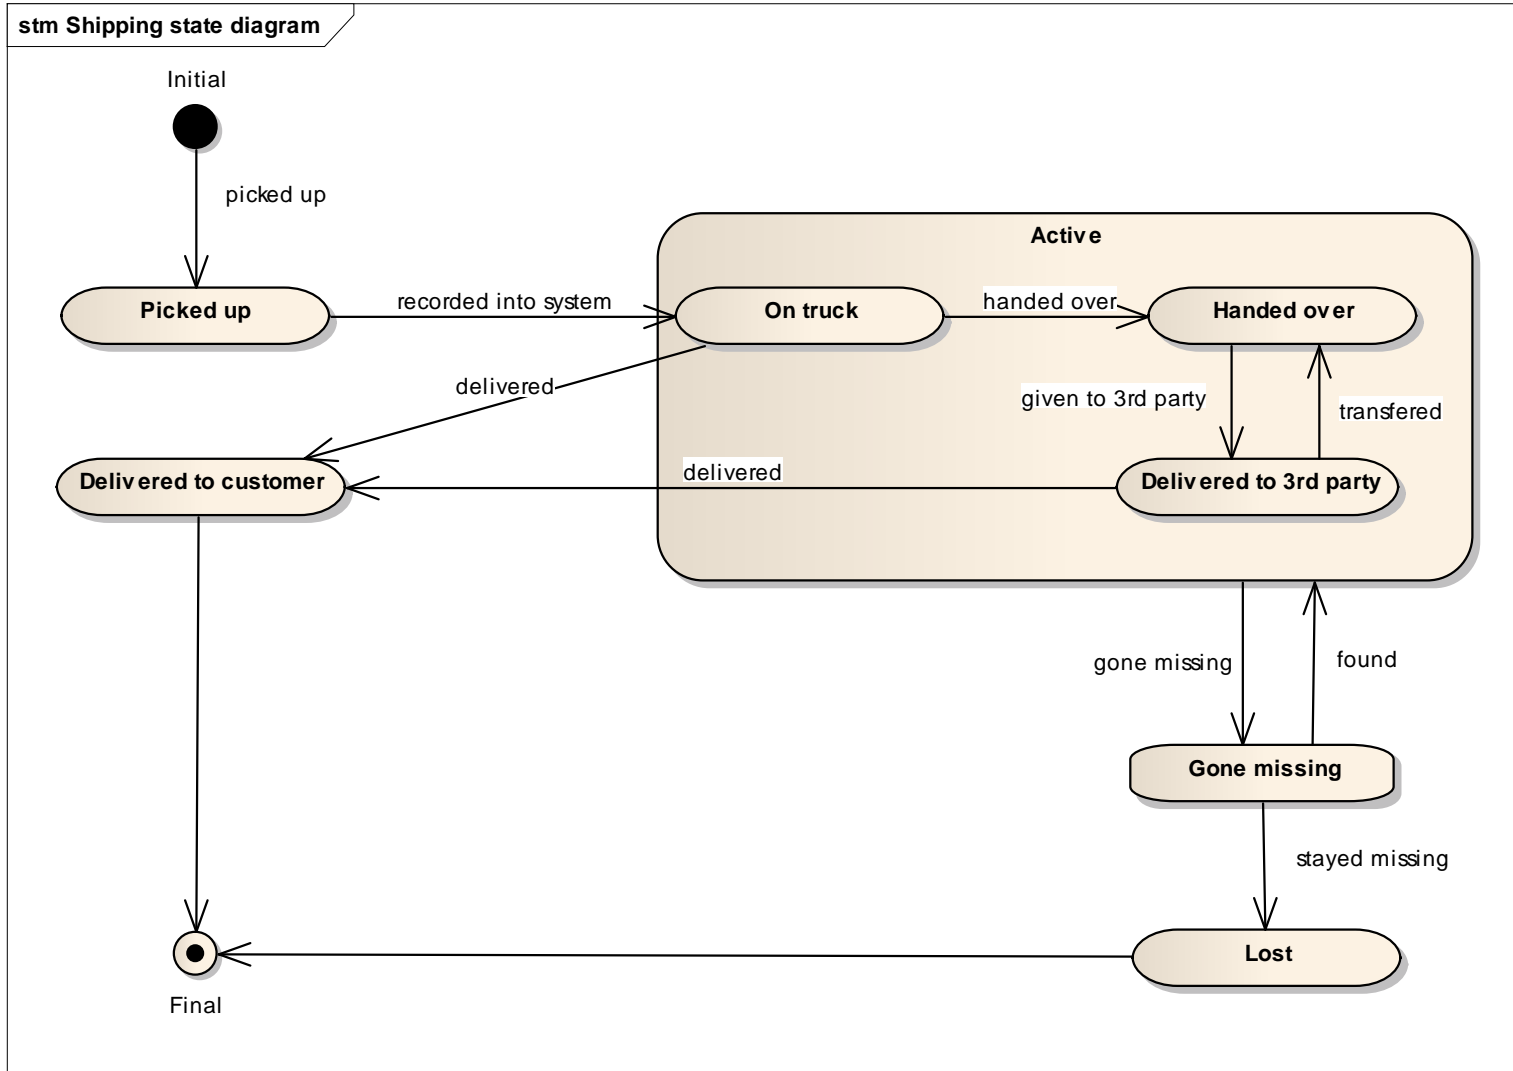 stm Shipping state diagram
Initial
picked up
Active
Picked up
recorded into system
On truck
handed over
Handed over
delivered
given to 3rd party
transfered
Delivered to customer
delivered
Delivered to 3rd party
gone missing
found
Gone missing
stayed missing
Lost
Final